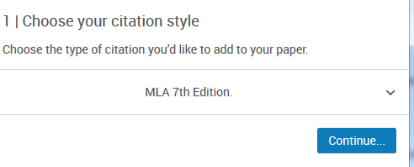 1 | Choose your citation style
Choose the type of citation you'd like to add to your paper.
MLA 7th Edition.
Continue...